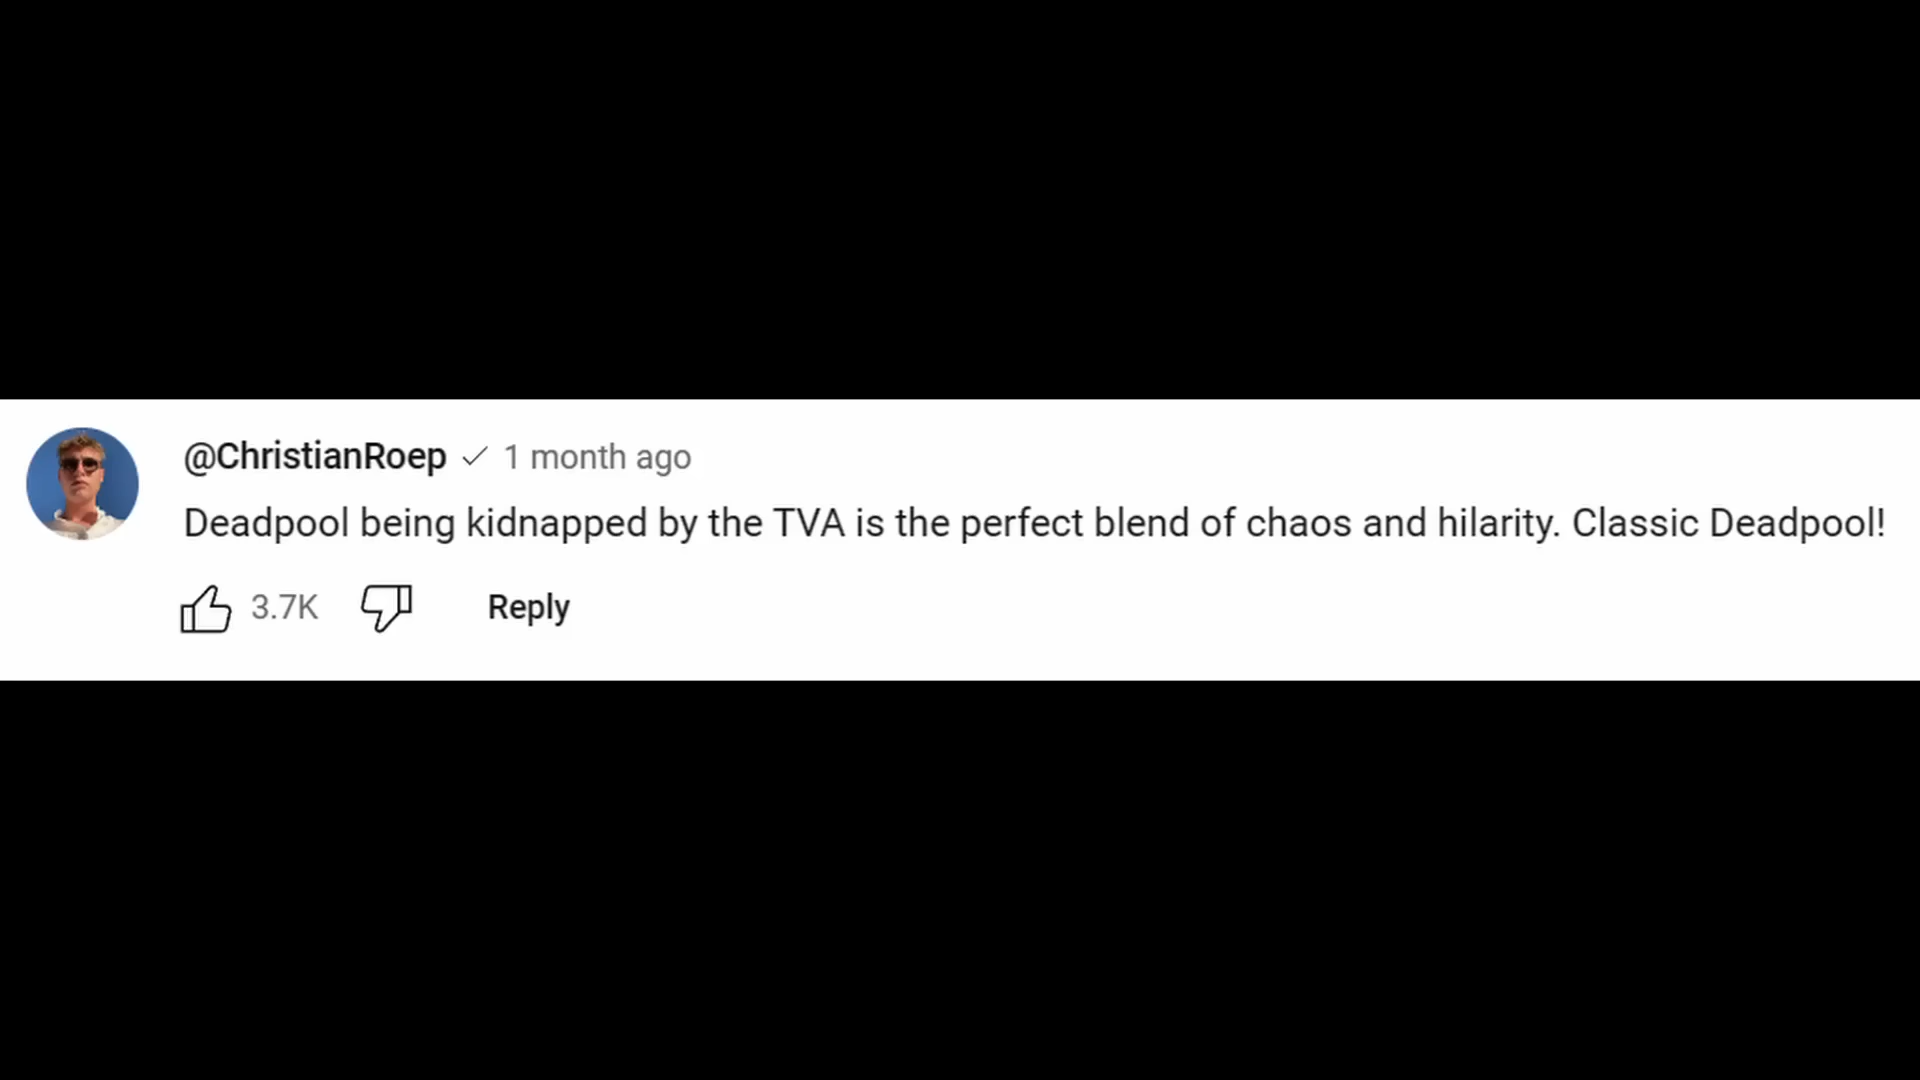 @ChristianRoep ✓ 1 month ago
Deadpool being kidnapped by the TVA is the perfect blend of chaos and hilarity. Classic Deadpool!
3.7K Reply